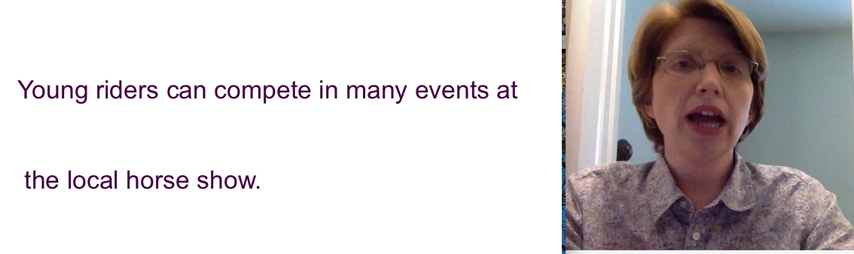 Young riders can compete in many events at
the local horse show.